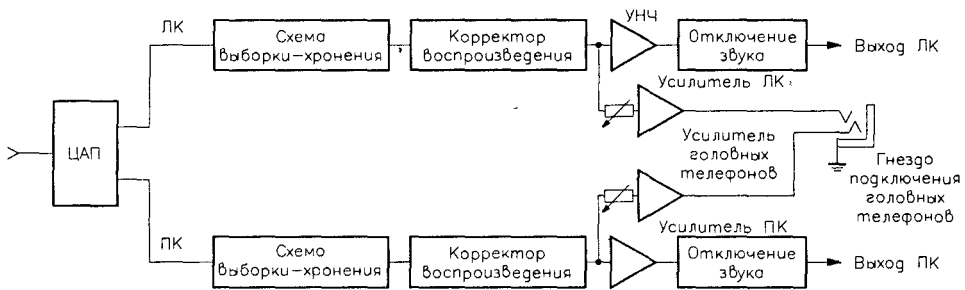 ЛК
Схема
выборки-хронения
Корректор
воспроизведения
УНЧ
Отключение
звука
Выход ЛК
Усилитель ЛК
ЦАП
Усилитель
головных
телефонов
Гнездо
подключения
головных
телефонов
ПК
Схема
выборки-хронения
Корректор
воспроизведения
Усилитель ПК
Отключение
звука
Выход ПК